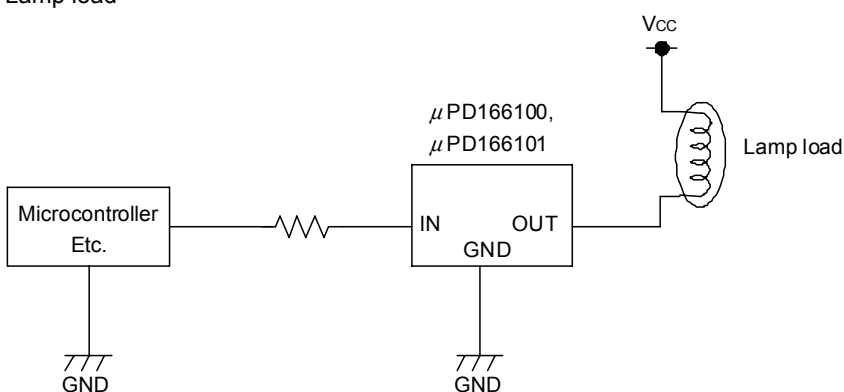 Lamp load
Vcc
μPD166100,
μPD166101
Lamp load
Microcontroller
Etc.
IN OUT
GND
GND GND